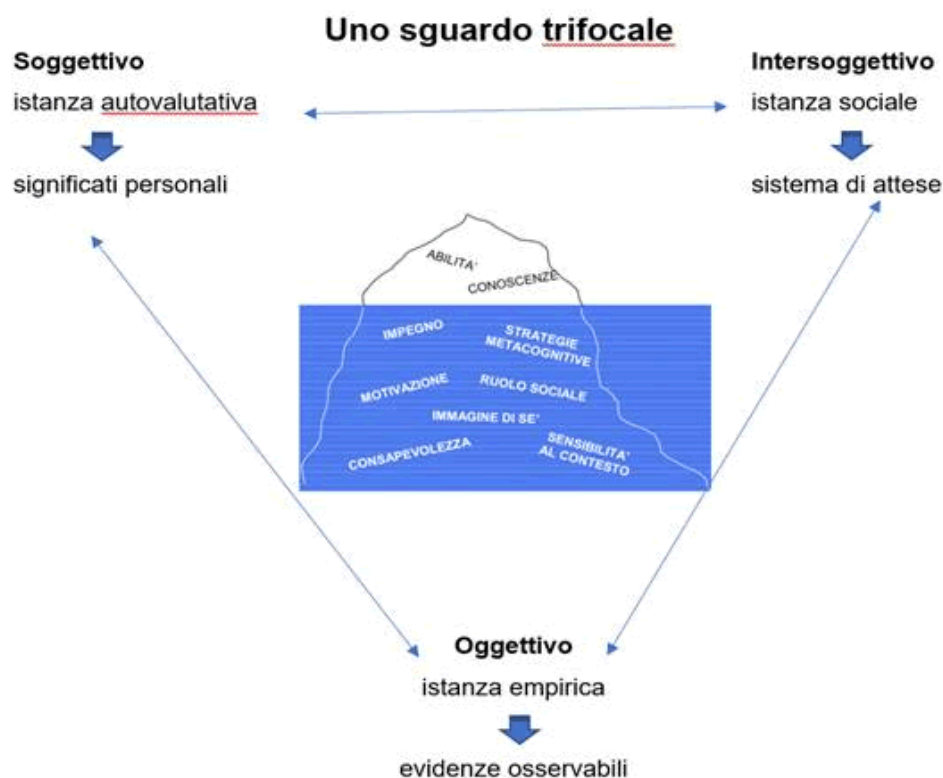 Uno sguardo trifocale
Soggettivo
istanza autovalutativa
significati personali
Intersoggettivo
istanza sociale
sistema di attese
ABILITA'
CONOSCENZE
IMPEGNO
STRATEGIE
METACOGNITIVE
MOTIVAZIONE
RUOLO SOCIALE
IMMAGINE DI SE'
CONSAPEVOLEZZA
SENSIBILITA'
AL CONTESTO
Oggettivo
istanza empirica
evidenze osservabili